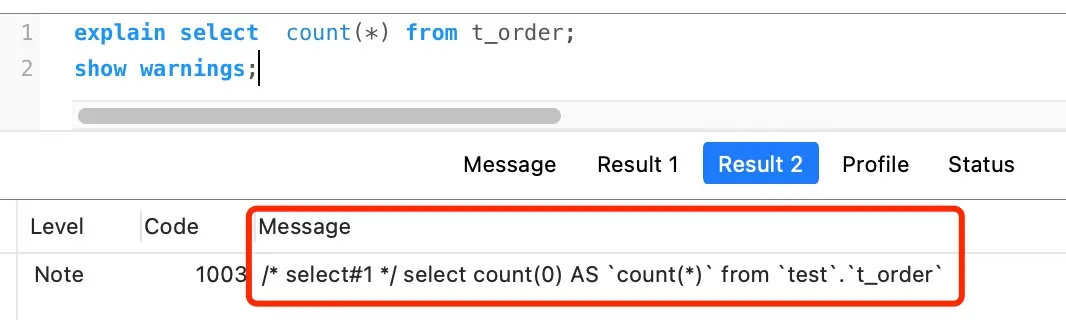 1 explain select  count(*) from t_order;
2 show warnings;
Message Result 1 Result 2 Profile Status
Level Code Message
Note 1003 /* select#1 */ select count(0) AS `count(*)` from `test`.`t_order`